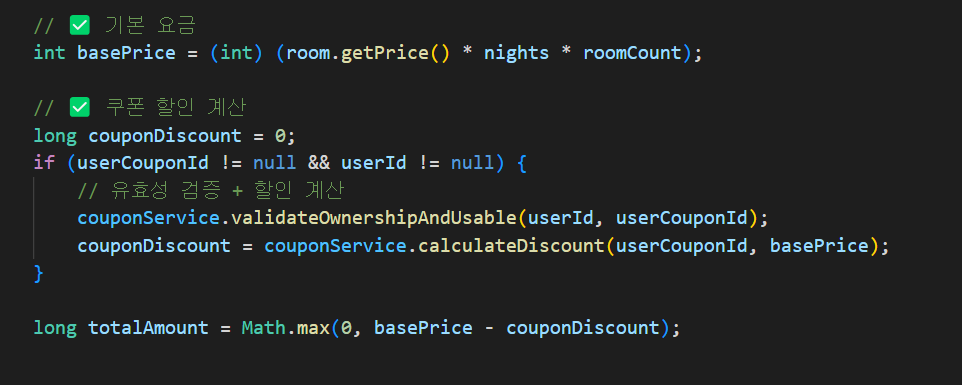 // ✅ 기본 요금
int basePrice = (int) (room.getPrice() * nights * roomCount);
// ✅ 쿠폰 할인 계산
long couponDiscount = 0;
if (userCouponId != null && userId != null) {
// 유효성 검증 + 할인 계산
couponService.validateOwnershipAndUsable(userId, userCouponId);
couponDiscount = couponService.calculateDiscount(userCouponId, basePrice);
}
long totalAmount = Math.max(0, basePrice - couponDiscount);